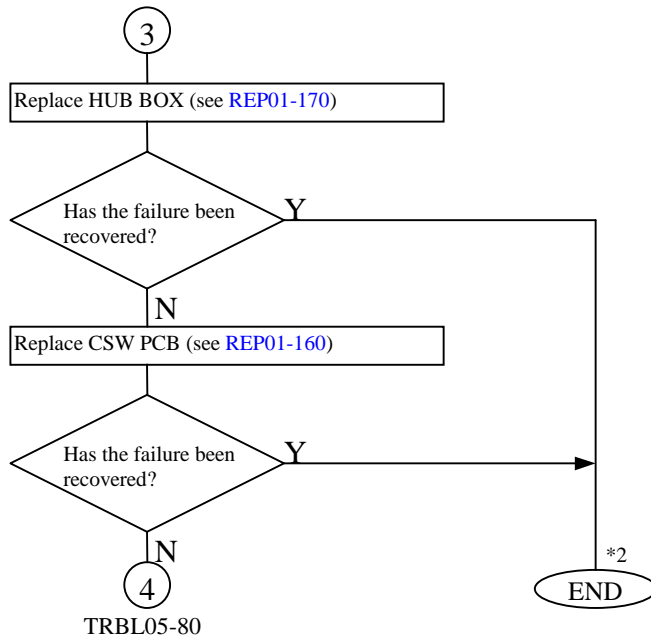 3
Replace HUB BOX (see REP01-170)
Has the failure been
recovered?
Y
N
Replace CSW PCB (see REP01-160)
Has the failure been
recovered?
Y
N
4
TRBL05-80
*2
END